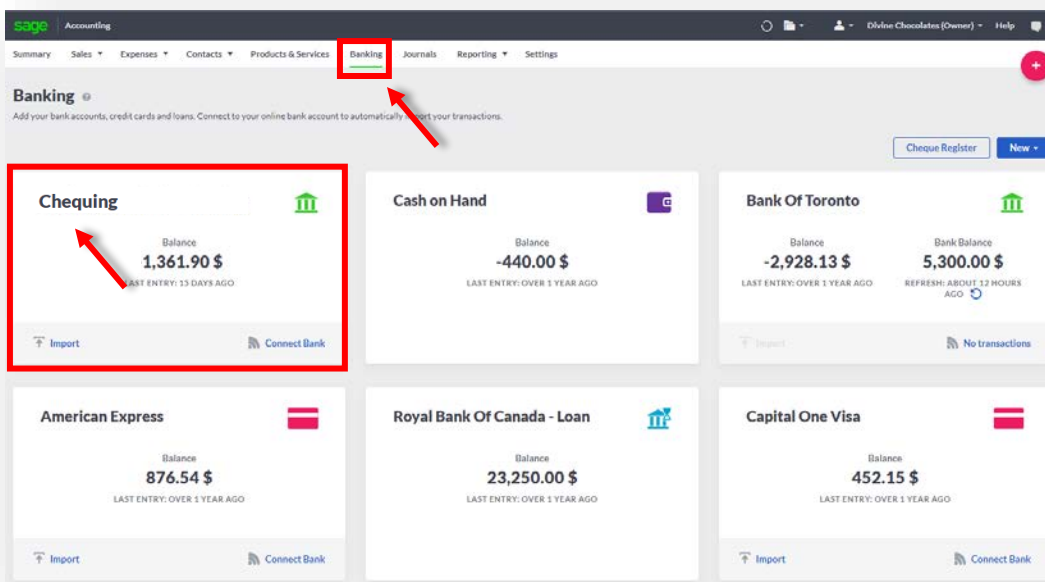 sage Accounting Divine Chocolates (Owner) Help
Summary Sales Expenses Contacts Products & Services Banking Journals Reporting Settings
+
Banking
Add your bank accounts, credit cards and loans. Connect to your online bank account to automatically your transactions.
Cheque Register New
Chequing
Balance
1,361.90 $
LAST ENTRY: 13 DAYS AGO
Import Connect Bank
Cash on Hand
Balance
-440.00 $
LAST ENTRY: OVER 1 YEAR AGO
Bank Of Toronto
Balance Bank Balance
-2,928.13 $ 5,300.00 $
LAST ENTRY: OVER 1 YEAR AGO REFRESH: ABOUT 12 HOURS
AGO
Import No transactions
American Express
Balance
876.54 $
LAST ENTRY: OVER 1 YEAR AGO
Import Connect Bank
Royal Bank Of Canada - Loan
Balance
23,250.00 $
LAST ENTRY: OVER 1 YEAR AGO
Capital One Visa
Balance
452.15 $
LAST ENTRY: OVER 1 YEAR AGO
Import Connect Bank